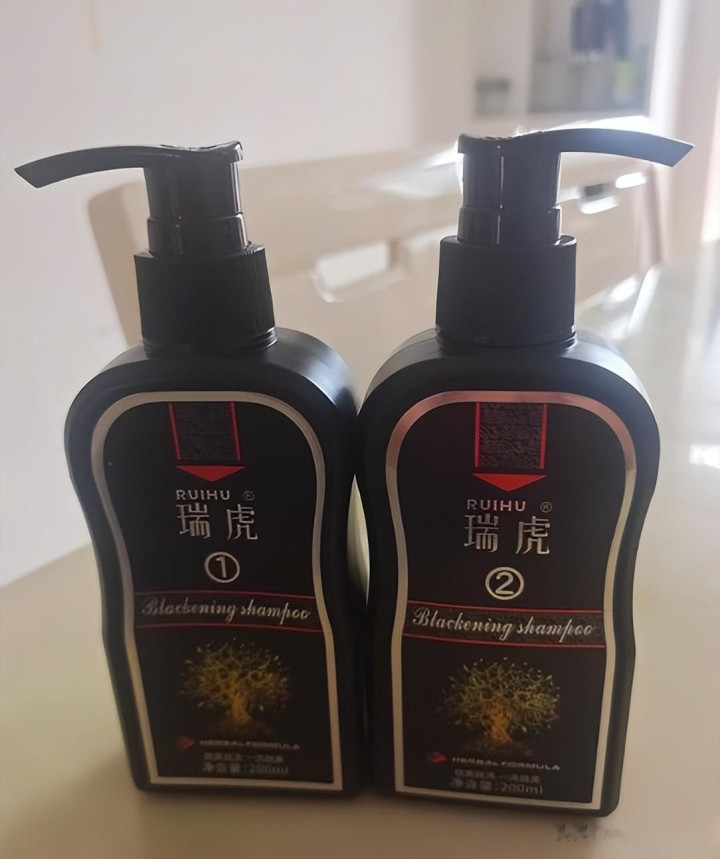 RUIHU ®
瑞虎
①
Blackening shampoo
HERBAL FORMULA
净含量:200ml
RUIHU ®
瑞虎
②
Blackening shampoo
HERBAL FORMULA
净含量:200ml